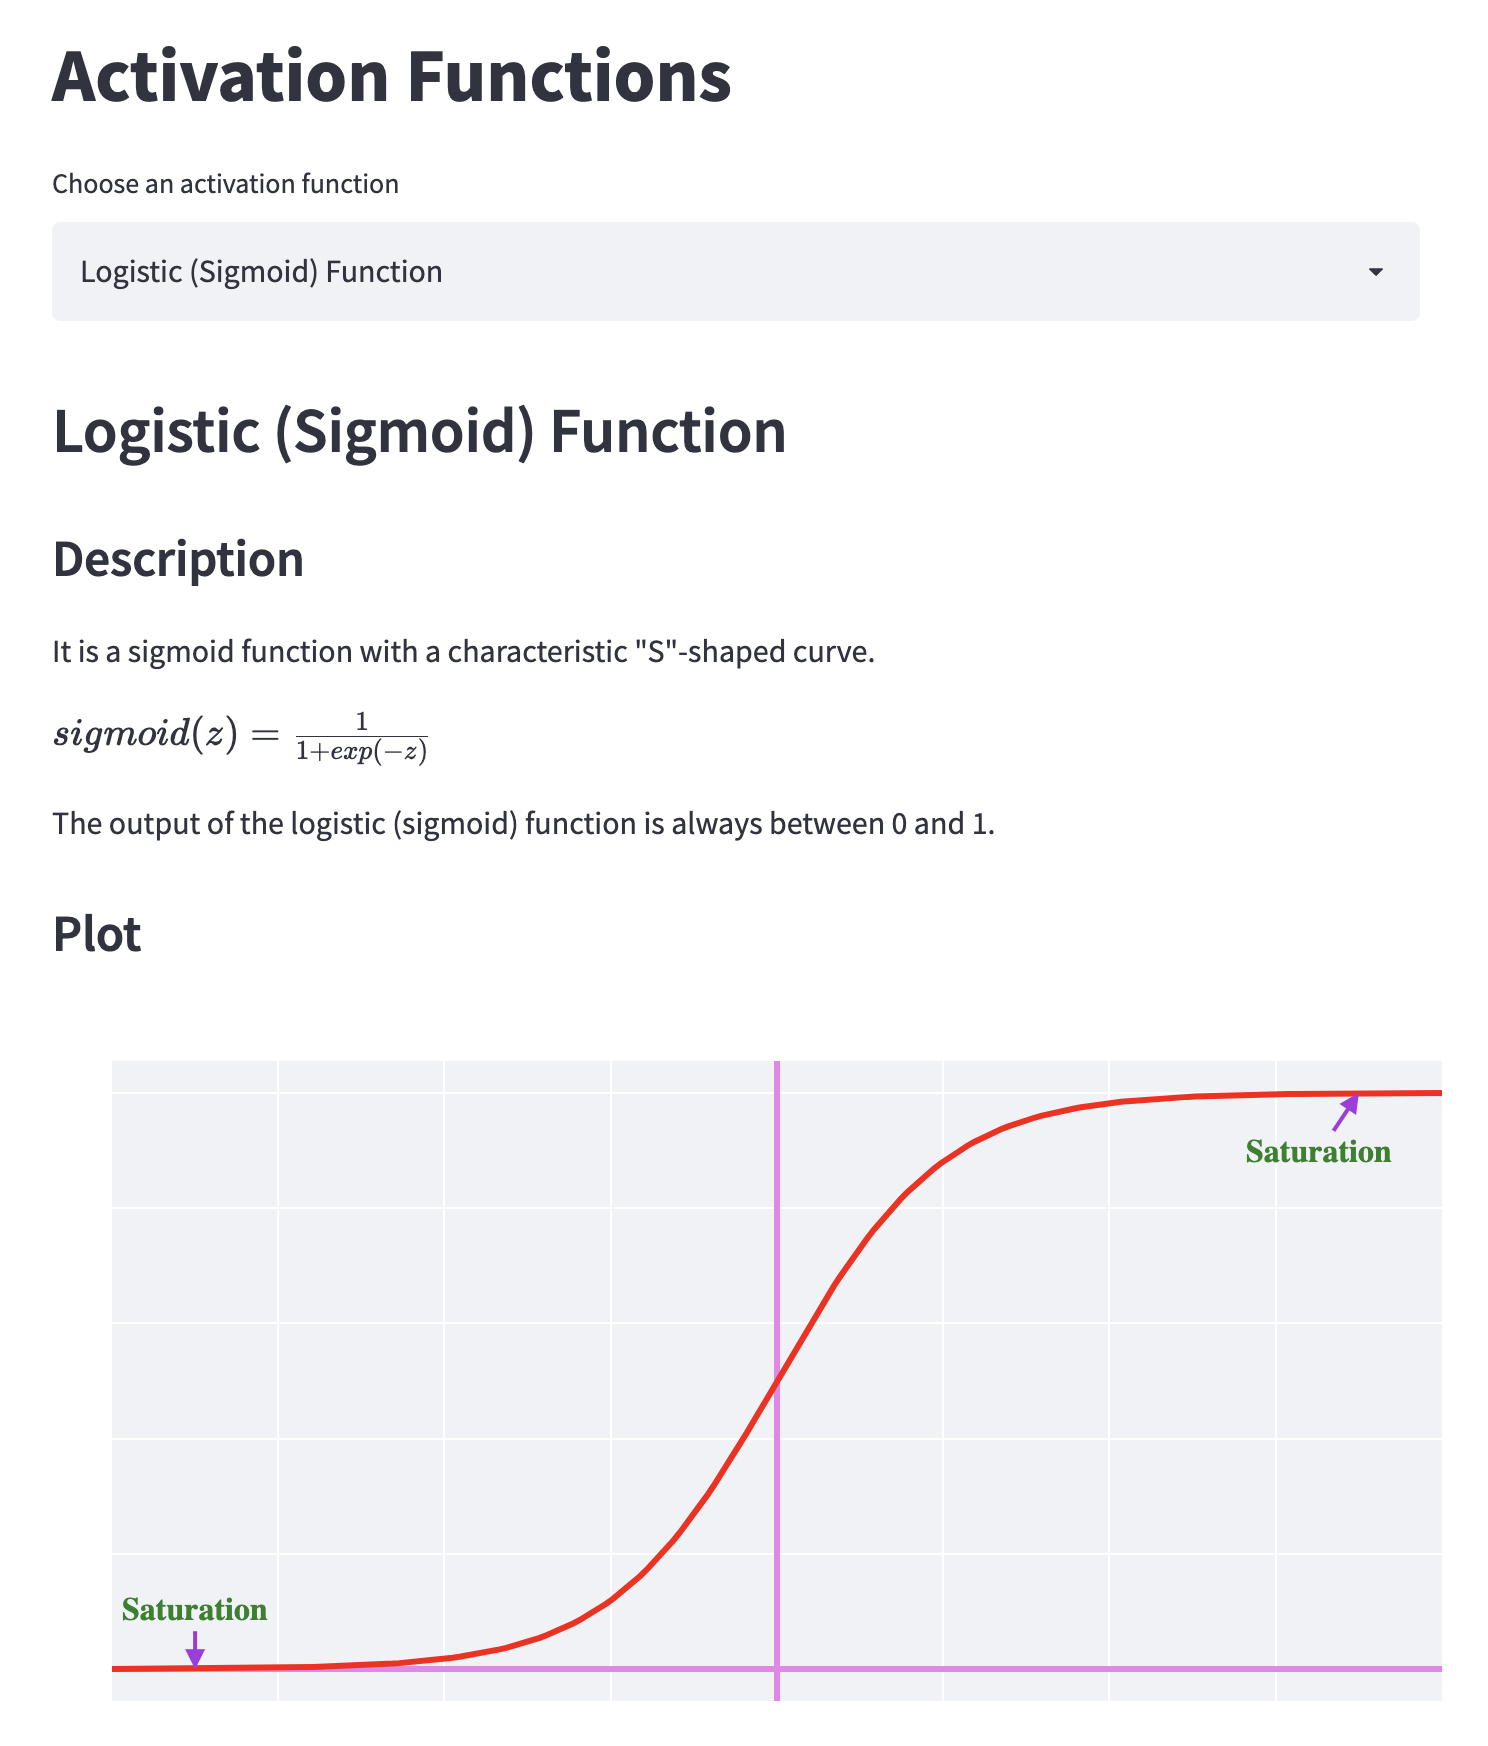 Activation Functions
Choose an activation function
Logistic (Sigmoid) Function
Logistic (Sigmoid) Function
Description
It is a sigmoid function with a characteristic "S"-shaped curve.
sigmoid(z) = 1/(1+exp(−z))
The output of the logistic (sigmoid) function is always between 0 and 1.
Plot
Saturation
Saturation